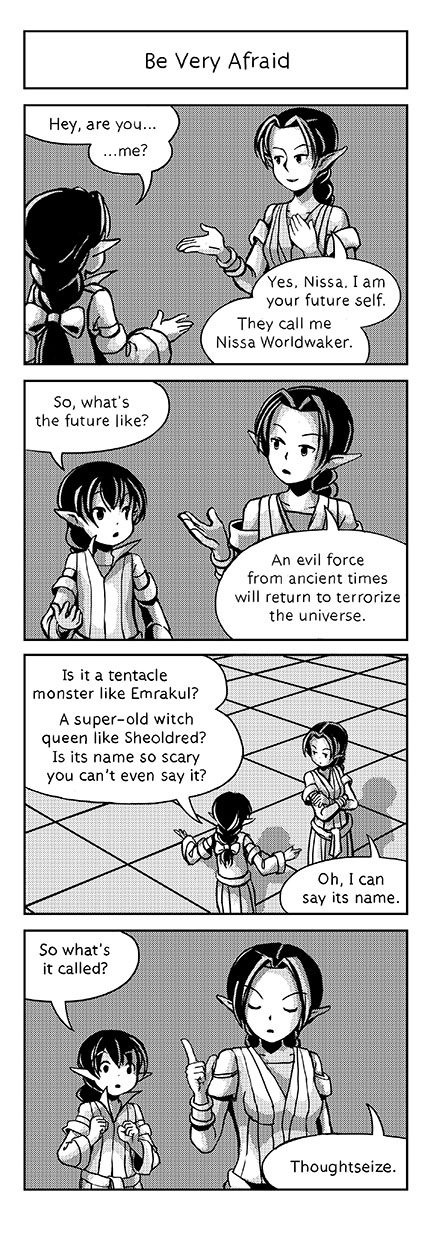 Be Very Afraid
Hey, are you...
...me?
Yes, Nissa, I am
your future self.
They call me
Nissa Worldwaker.
So, what's
the future like?
An evil force
from ancient times
will return to terrorize
the universe.
Is it a tentacle
monster like Emrakul?
A super-old witch
queen like Sheoldred?
Is its name so scary
you can't even say it?
Oh, I can
say its name.
So what's
it called?
Thoughtseize.